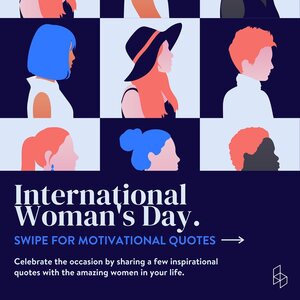 International
Woman's Day.
SWIPE FOR MOTIVATIONAL QUOTES
Celebrate the occasion by sharing a few inspirational
quotes with the amazing women in your life.